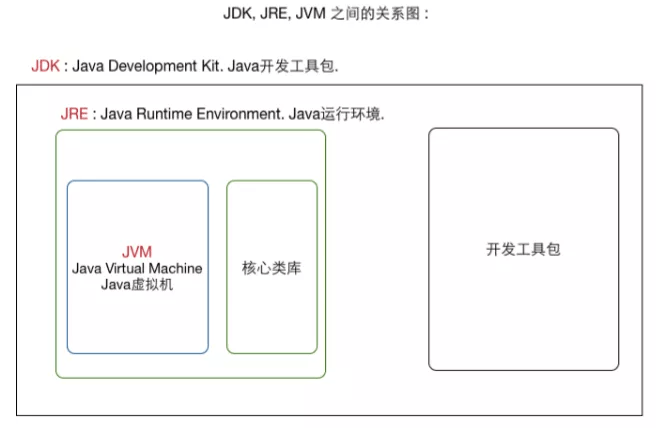 JDK, JRE, JVM 之间的关系图 :
JDK : Java Development Kit. Java开发工具包.
JRE : Java Runtime Environment. Java运行环境.
JVM
Java Virtual Machine
Java虚拟机
核心类库
开发工具包